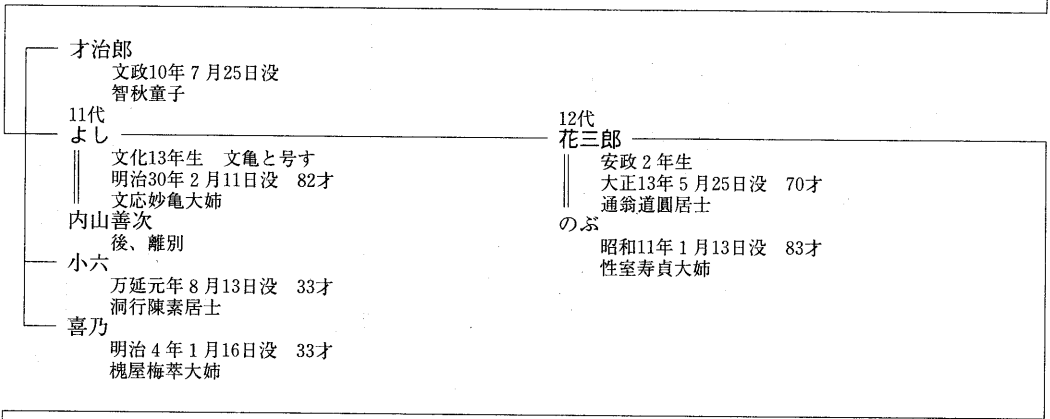 才治郎
文政10年7月25日没
智秋童子
11代
よし
文化13年生 文亀と号す
明治30年2月11日没 82才
文応妙亀大姉
内山善次
後、離別
小六
万延元年8月13日没 33才
洞行陳素居士
喜乃
明治4年1月16日没 33才
槐屋梅萃大姉
12代
花三郎
安政2年生
大正13年5月25日没 70才
通翁道圓居士
のぶ
昭和11年1月13日没 83才
性室寿貞大姉